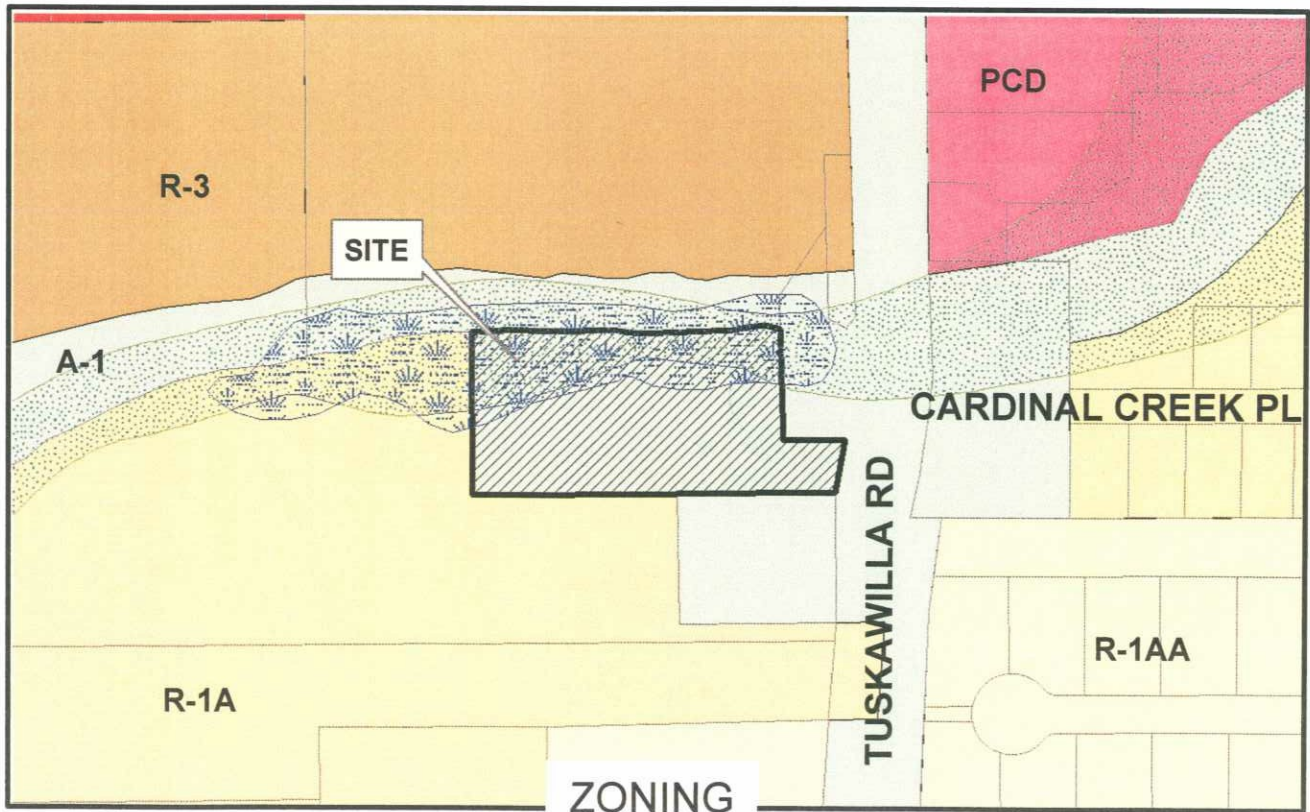 PCD
R-3
SITE
A-1
CARDINAL CREEK PL
TUSKAWILLA RD
R-1AA
R-1A
ZONING